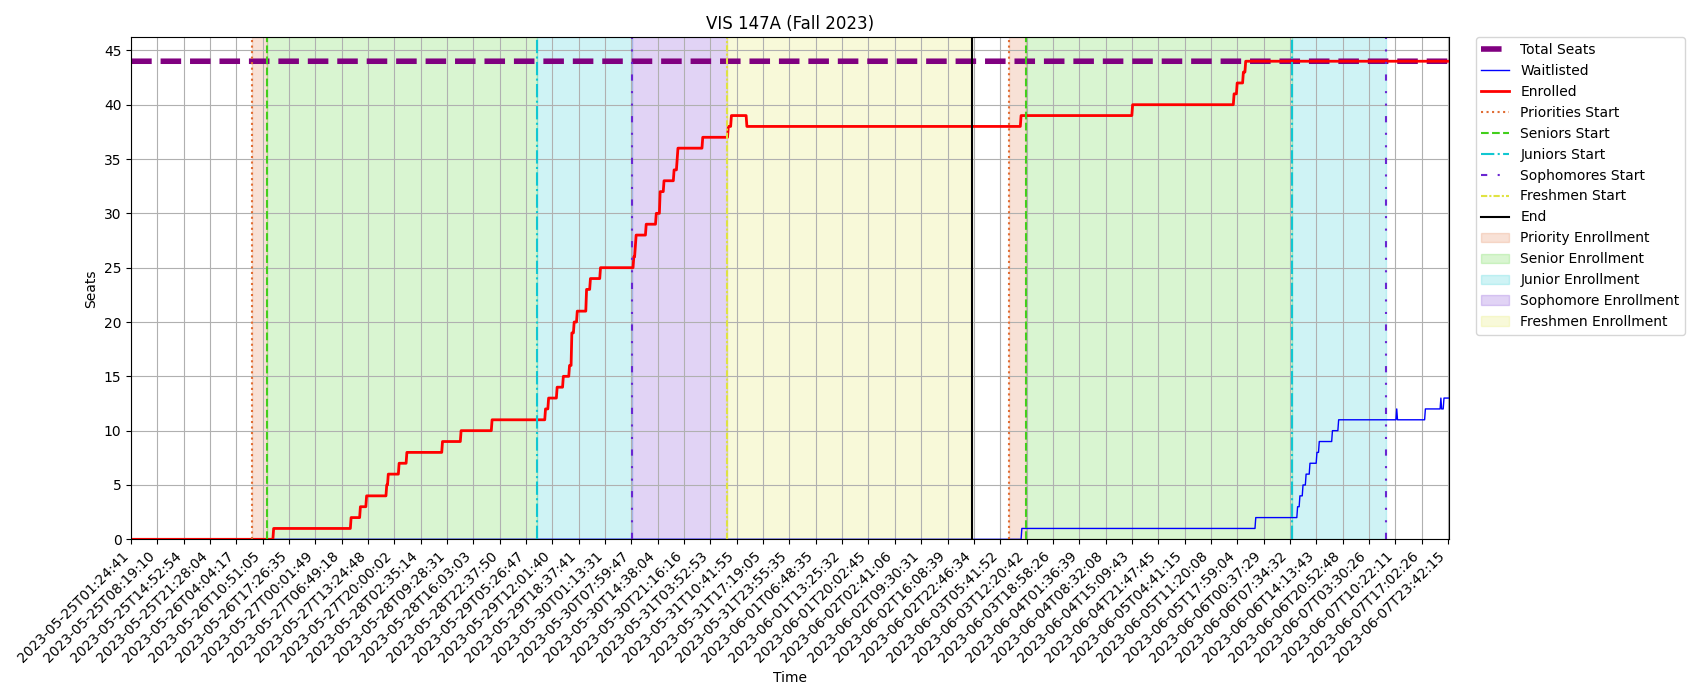 VIS 147A (Fall 2023)
Seats
45
40
35
30
25
20
15
10
5
0
2023-05-25T01:24:41
2023-05-25T08:19:10
2023-05-25T14:52:54
2023-05-25T21:28:04
2023-05-26T04:04:17
2023-05-26T10:51:05
2023-05-26T17:26:35
2023-05-27T00:01:49
2023-05-27T06:49:18
2023-05-27T13:24:48
2023-05-27T20:00:02
2023-05-28T02:35:14
2023-05-28T09:28:31
2023-05-28T16:03:03
2023-05-28T22:37:50
2023-05-29T05:26:47
2023-05-29T12:01:40
2023-05-29T18:37:41
2023-05-30T01:13:31
2023-05-30T07:59:47
2023-05-30T14:38:04
2023-05-30T21:16:16
2023-05-31T03:52:53
2023-05-31T10:41:55
2023-05-31T17:19:05
2023-05-31T23:55:35
2023-06-01T06:48:35
2023-06-01T13:25:32
2023-06-01T20:02:45
2023-06-02T02:41:06
2023-06-02T09:30:31
2023-06-02T16:08:39
2023-06-02T22:46:34
2023-06-03T05:41:52
2023-06-03T12:20:42
2023-06-03T18:58:26
2023-06-04T01:36:39
2023-06-04T08:32:08
2023-06-04T15:09:43
2023-06-04T21:47:45
2023-06-05T04:41:15
2023-06-05T11:20:08
2023-06-05T17:59:04
2023-06-06T00:37:29
2023-06-06T07:34:32
2023-06-06T14:13:43
2023-06-06T20:52:48
2023-06-07T03:30:26
2023-06-07T10:22:11
2023-06-07T17:02:26
2023-06-07T23:42:15
Time
Total Seats
Waitlisted
Enrolled
Priorities Start
Seniors Start
Juniors Start
Sophomores Start
Freshmen Start
End
Priority Enrollment
Senior Enrollment
Junior Enrollment
Sophomore Enrollment
Freshmen Enrollment